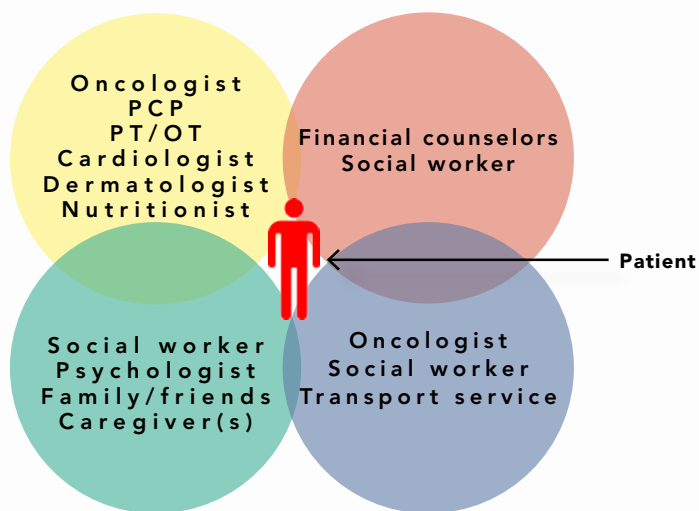 Oncologist
PCP
PT/OT
Cardiologist
Dermatologist
Nutritionist
Financial counselors
Social worker
Patient
Social worker
Psychologist
Family/friends
Caregiver(s)
Oncologist
Social worker
Transport service